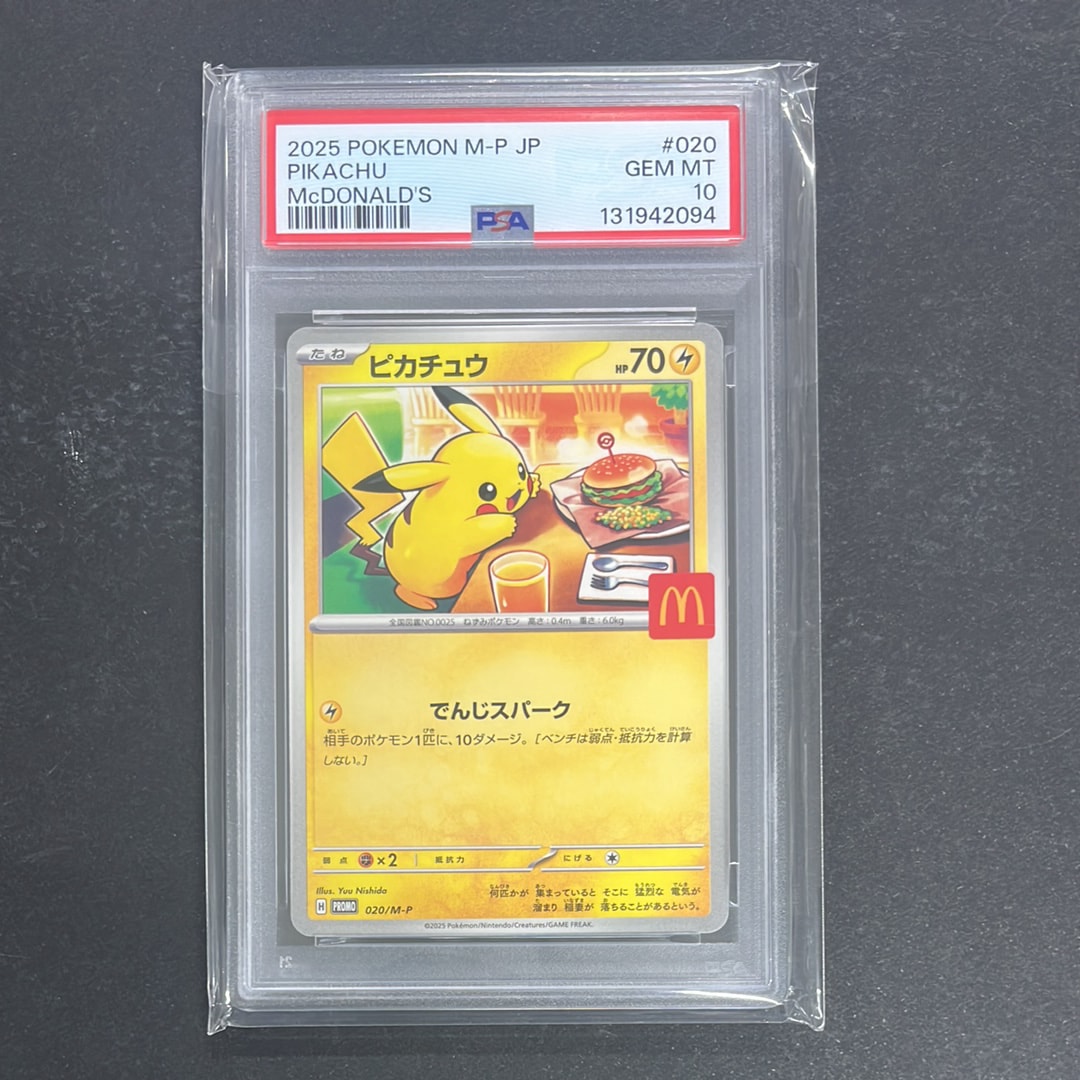 2025 POKEMON M-P JP #020
PIKACHU GEM MT
McDONALD'S 10
PSA 131942094
たね ピカチュウ HP70
全国図鑑NO.0025 ねずみポケモン 高さ:0.4m 重さ:6.0kg
でんじスパーク
相手のポケモン1匹に、10ダメージ。[ベンチは弱点・抵抗力を計算
しない。]
弱点 ×2 抵抗力 にげる
Illus. Yuu Nishida
何匹かが 集まっていると そこに 猛烈な 電気が
溜まり 稲妻が 落ちることがあるという。
H PROMO 020/M-P
©2025 Pokémon/Nintendo/Creatures/GAME FREAK.